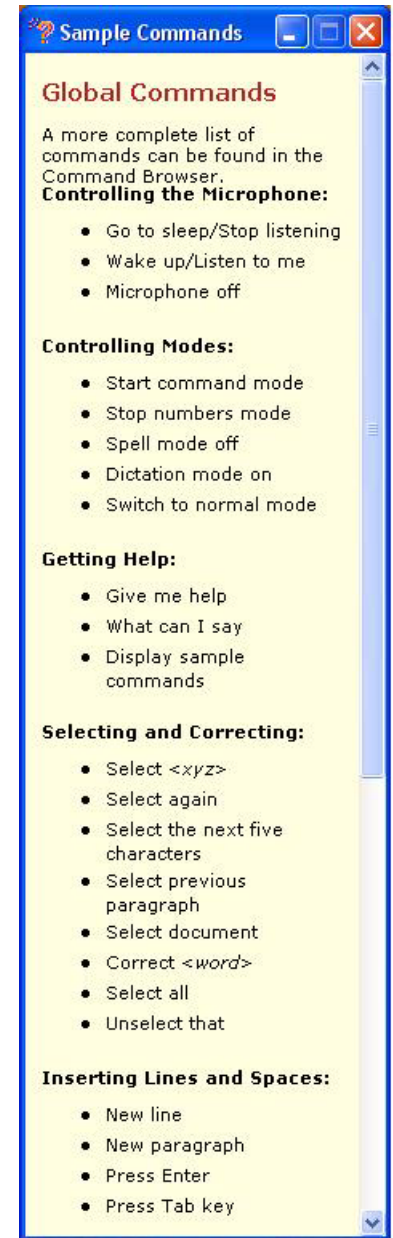 Sample Commands
Global Commands
A more complete list of
commands can be found in the
Command Browser.
Controlling the Microphone:
• Go to sleep/Stop listening
• Wake up/Listen to me
• Microphone off
Controlling Modes:
• Start command mode
• Stop numbers mode
• Spell mode off
• Dictation mode on
• Switch to normal mode
Getting Help:
• Give me help
• What can I say
• Display sample
commands
Selecting and Correcting:
• Select <xyz>
• Select again
• Select the next five
characters
• Select previous
paragraph
• Select document
• Correct <word>
• Select all
• Unselect that
Inserting Lines and Spaces:
• New line
• New paragraph
• Press Enter
• Press Tab key